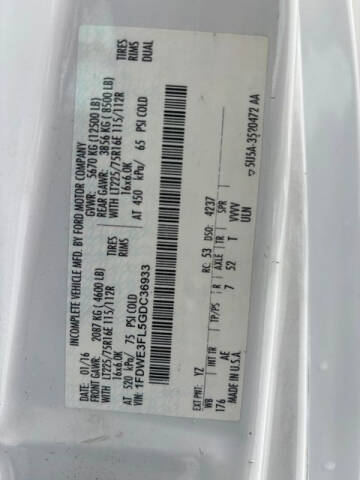 INCOMPLETE VEHICLE MFD. BY FORD MOTOR COMPANY
DATE: 01/16 GVWR: 5670 KG (12500 LB)
FRONT GAWR: 2087 KG (4600 LB) REAR GAWR: 3856 KG (8500 LB)
WITH LT225/75R16E 115/112R WITH LT225/75R16E 115/112R TIRES
16x6.0K 16x6.0K RIMS
AT 520 kPa/ 75 PSI COLD AT 450 kPa/ 65 PSI COLD DUAL
VIN: 1FDWE3FL5GDC36933
TIRES
RIMS
EXT PNT: YZ RC: 53 DSO: 4237
WB INT TR TP/PS R AXLE TR SPR
176 AE 7 52 T VVVV
MADE IN U.S.A. ULN
5U5A-3520472 AA